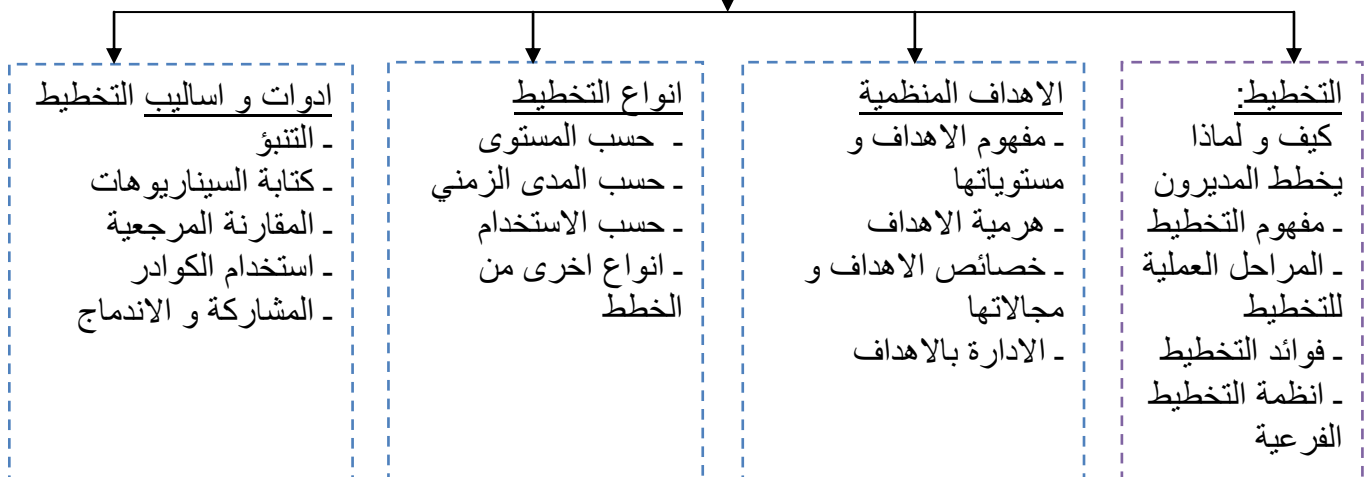 التخطيط:
كيف و لماذا
يخطط المديرون
ـ مفهوم التخطيط
ـ المراحل العملية
للتخطيط
ـ فوائد التخطيط
ـ انظمة التخطيط
الفرعية
الاهداف المنظمية
ـ مفهوم الاهداف و
مستوياتها
ـ هرمية الاهداف
ـ خصائص الاهداف و
مجالاتها
ـ الادارة بالاهداف
انواع التخطيط
ـ حسب المستوى
ـ حسب المدى الزمني
ـ حسب الاستخدام
ـ انواع اخرى من
الخطط
ادوات و اساليب التخطيط
ـ التنبؤ
ـ كتابة السيناريوهات
ـ المقارنة المرجعية
ـ استخدام الكوادر
ـ المشاركة و الاندماج